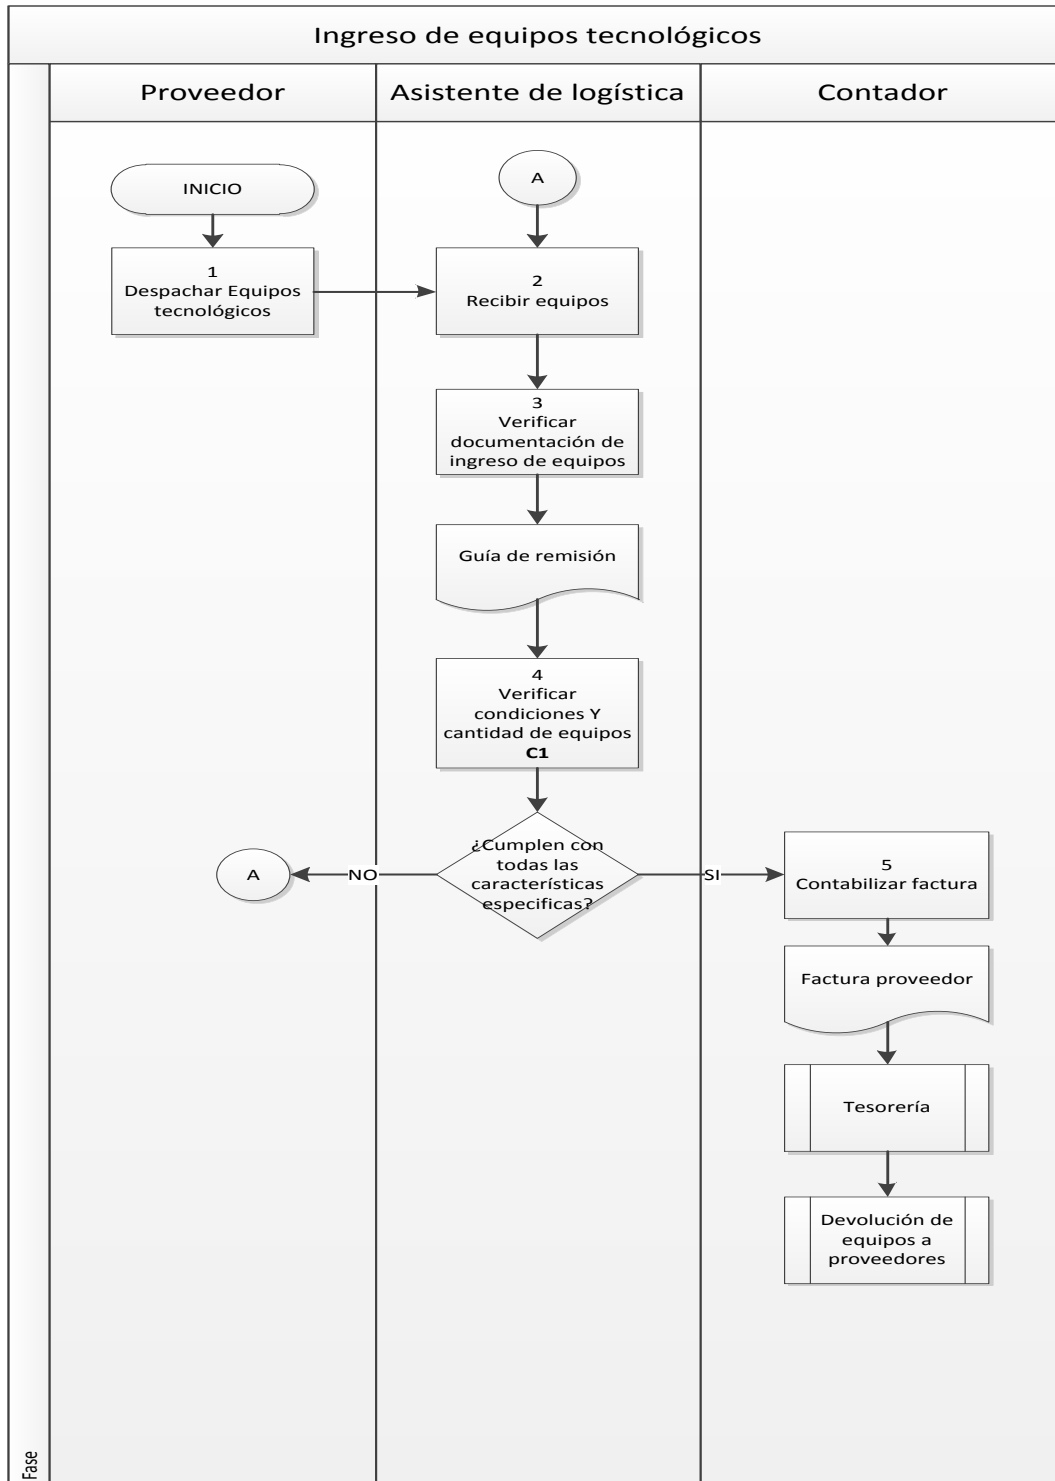 Ingreso de equipos tecnológicos
Proveedor
Asistente de logística
Contador
INICIO
A
1
Despachar Equipos
tecnológicos
2
Recibir equipos
3
Verificar
documentación de
ingreso de equipos
Guía de remisión
4
Verificar
condiciones Y
cantidad de equipos
C1
¿Cumplen con
todas las
características
especificas?
NO
A
SI
5
Contabilizar factura
Factura proveedor
Tesorería
Devolución de
equipos a
proveedores
Fase